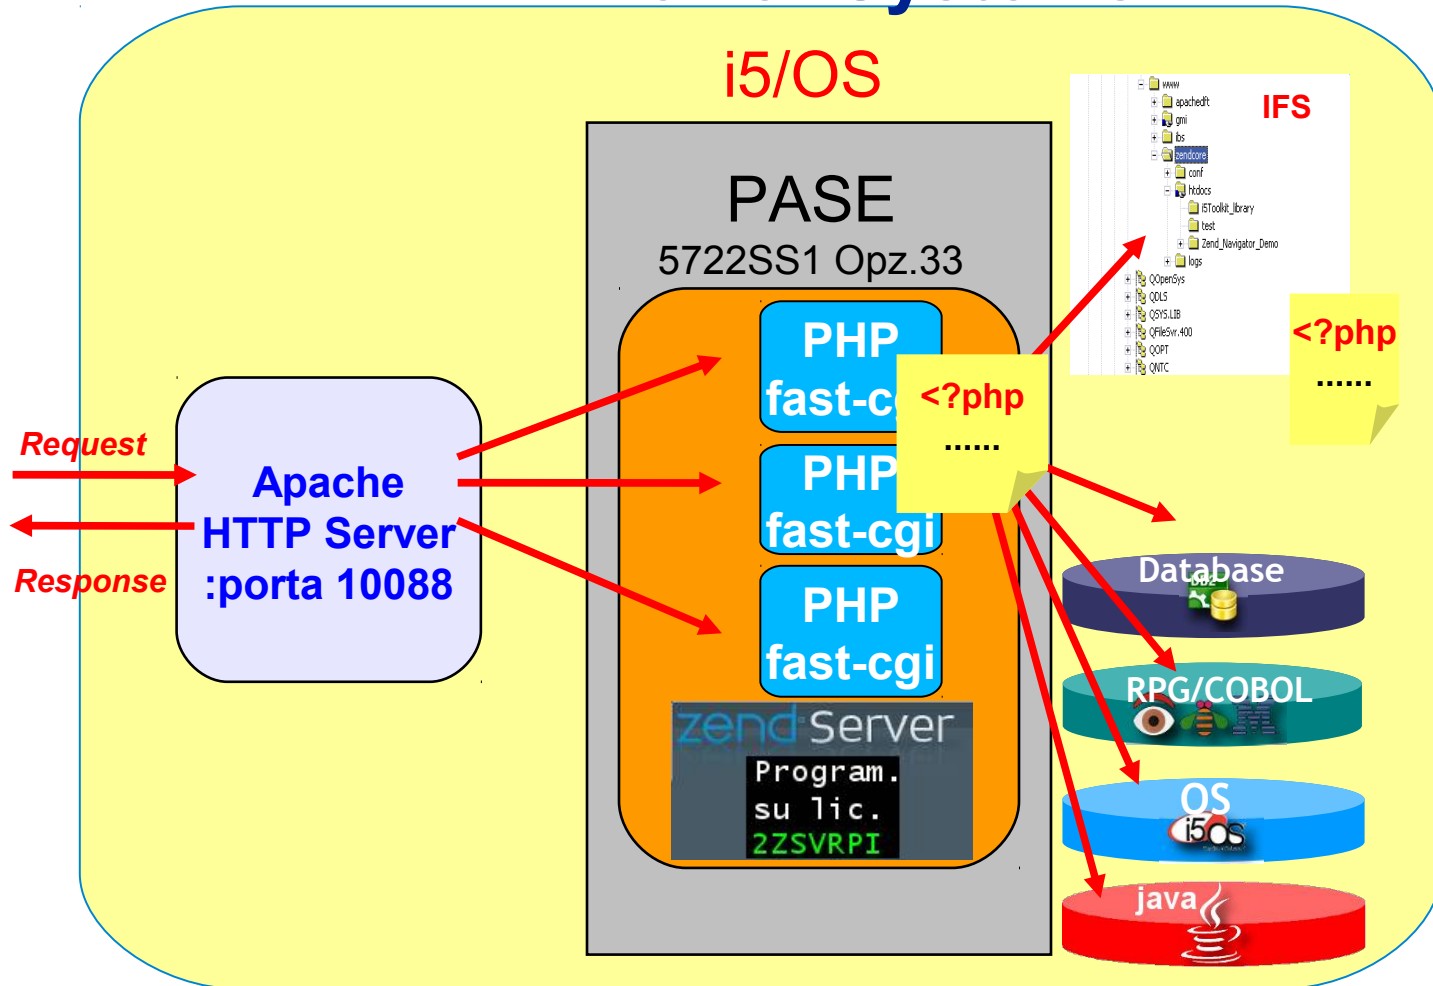 i5/OS
PASE
5722SS1 Opz.33
www
apachedft
gmi
ibs
zendcore
conf
htdocs
i5Toolkit_library
test
Zend_Navigator_Demo
logs
QOpenSys
QDLS
QSYS.LIB
QFileSvr.400
QOPT
QNTC
IFS
<?php
......
Request
Response
Apache
HTTP Server
:porta 10088
PHP
fast-cgi
<?php
......
PHP
fast-cgi
PHP
fast-cgi
zend Server
Program.
su lic.
2ZSVRPI
Database
DB2
RPG/COBOL
M
OS
i5OS
java